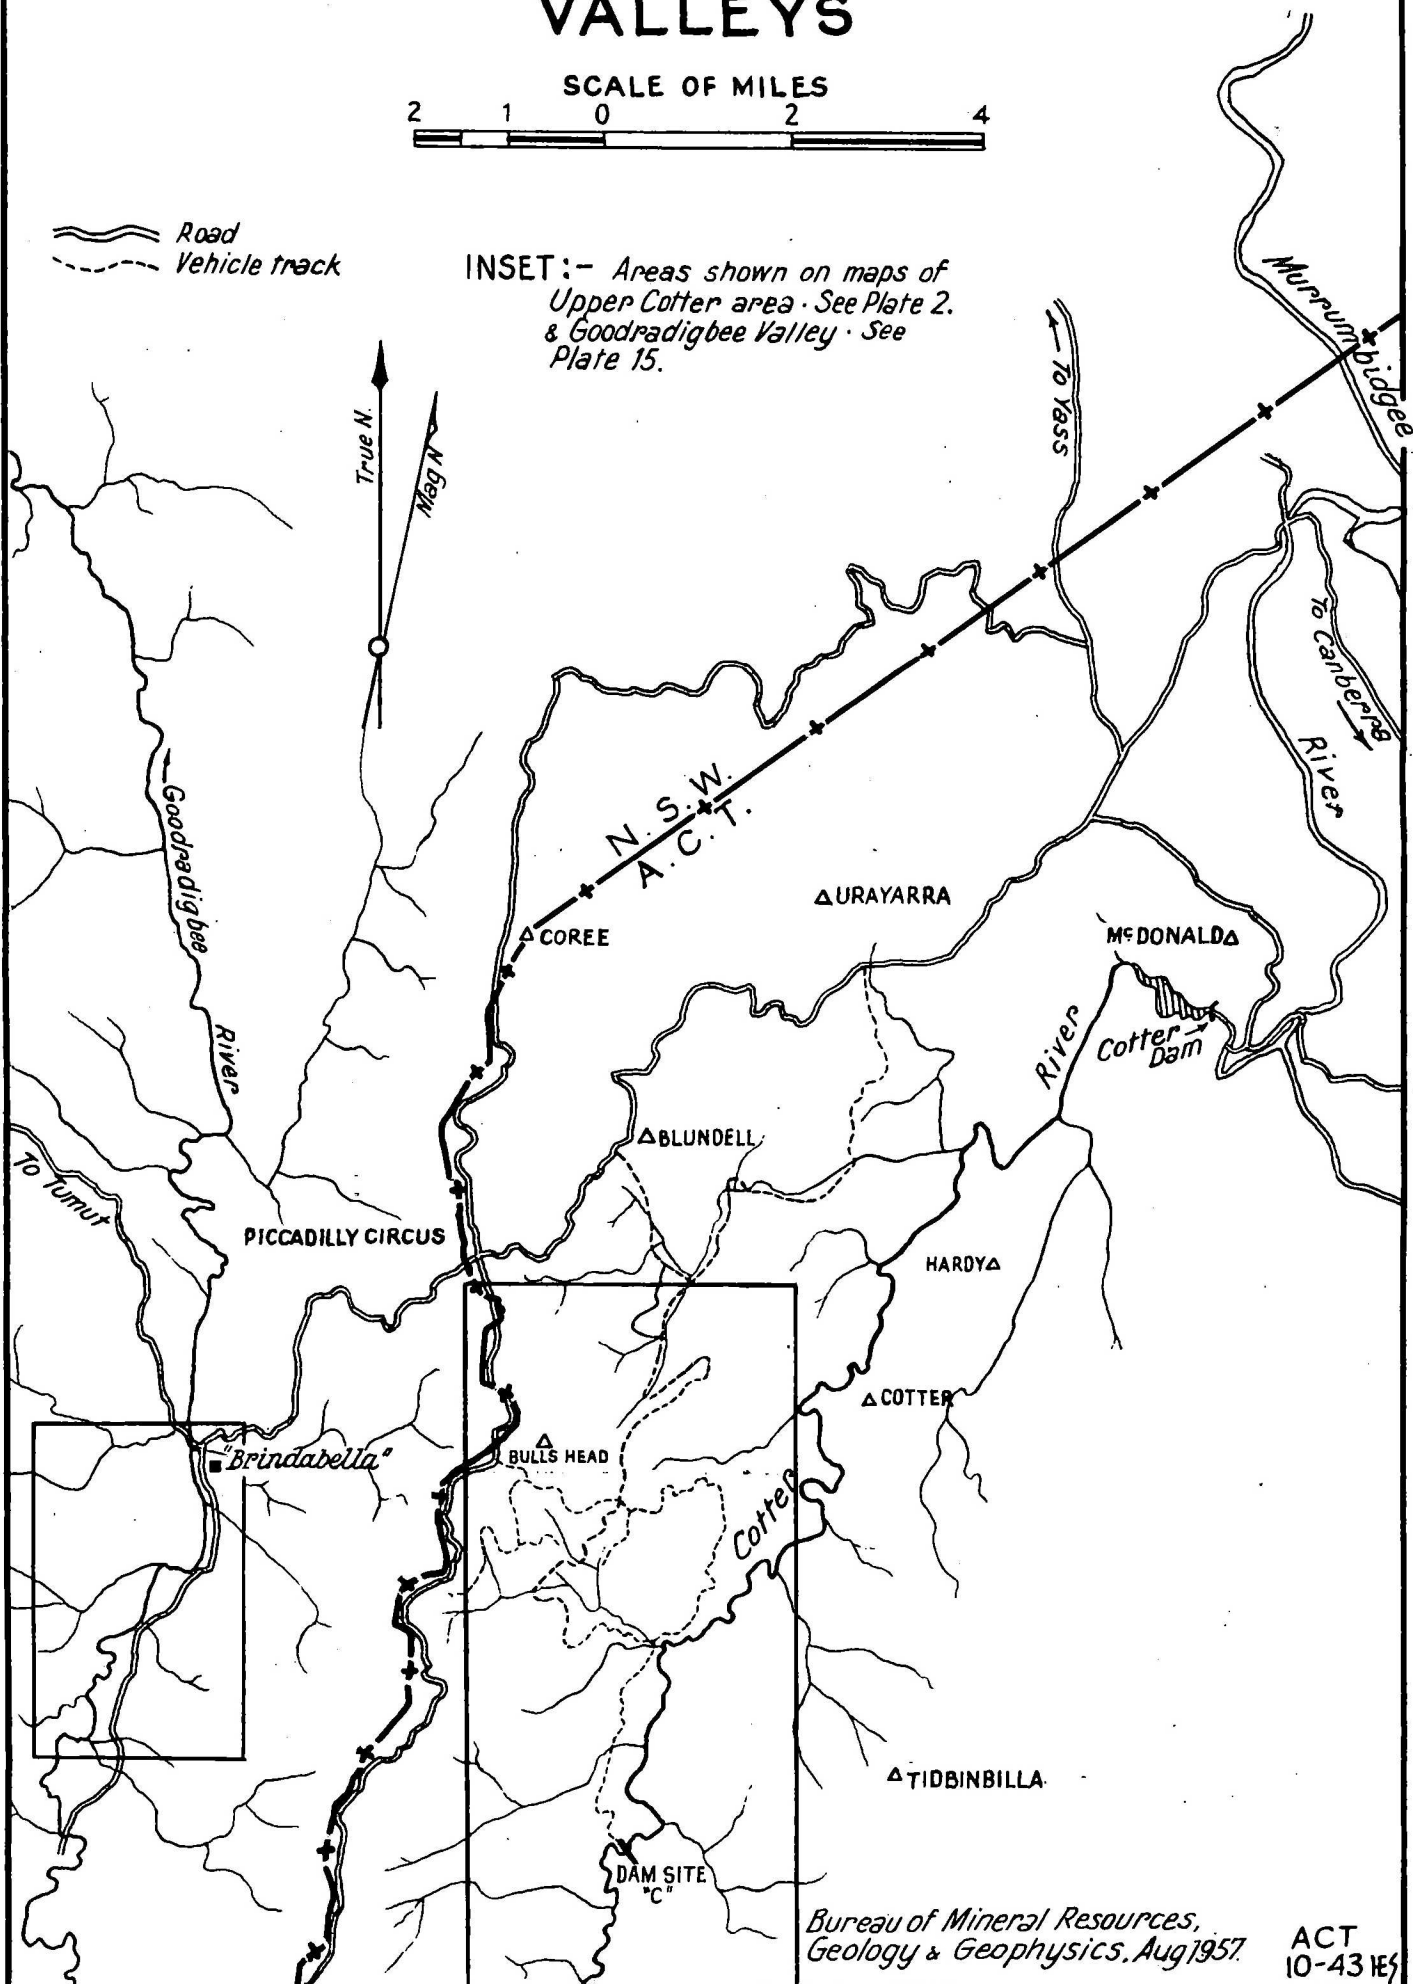 VALLEYS
SCALE OF MILES
2 1 0 2 4
Road
Vehicle track
INSET:- Areas shown on maps of
Upper Cotter area · See Plate 2.
& Goodradigbee Valley · See
Plate 15.
True N.
Mag N
To Yass
Murrumbidgee
To Canberra
River
N. S. W.
A. C. T.
Goodradigbee
River
URAYARRA
COREE
McDONALD
River
Cotter
Dam
BLUNDELL
To Tumut
PICCADILLY CIRCUS
HARDY
COTTER
"Brindabella"
BULLS HEAD
Cotter
TIDBINBILLA
DAM SITE
"C"
Bureau of Mineral Resources,
Geology & Geophysics. Aug 1957.
ACT
10-43